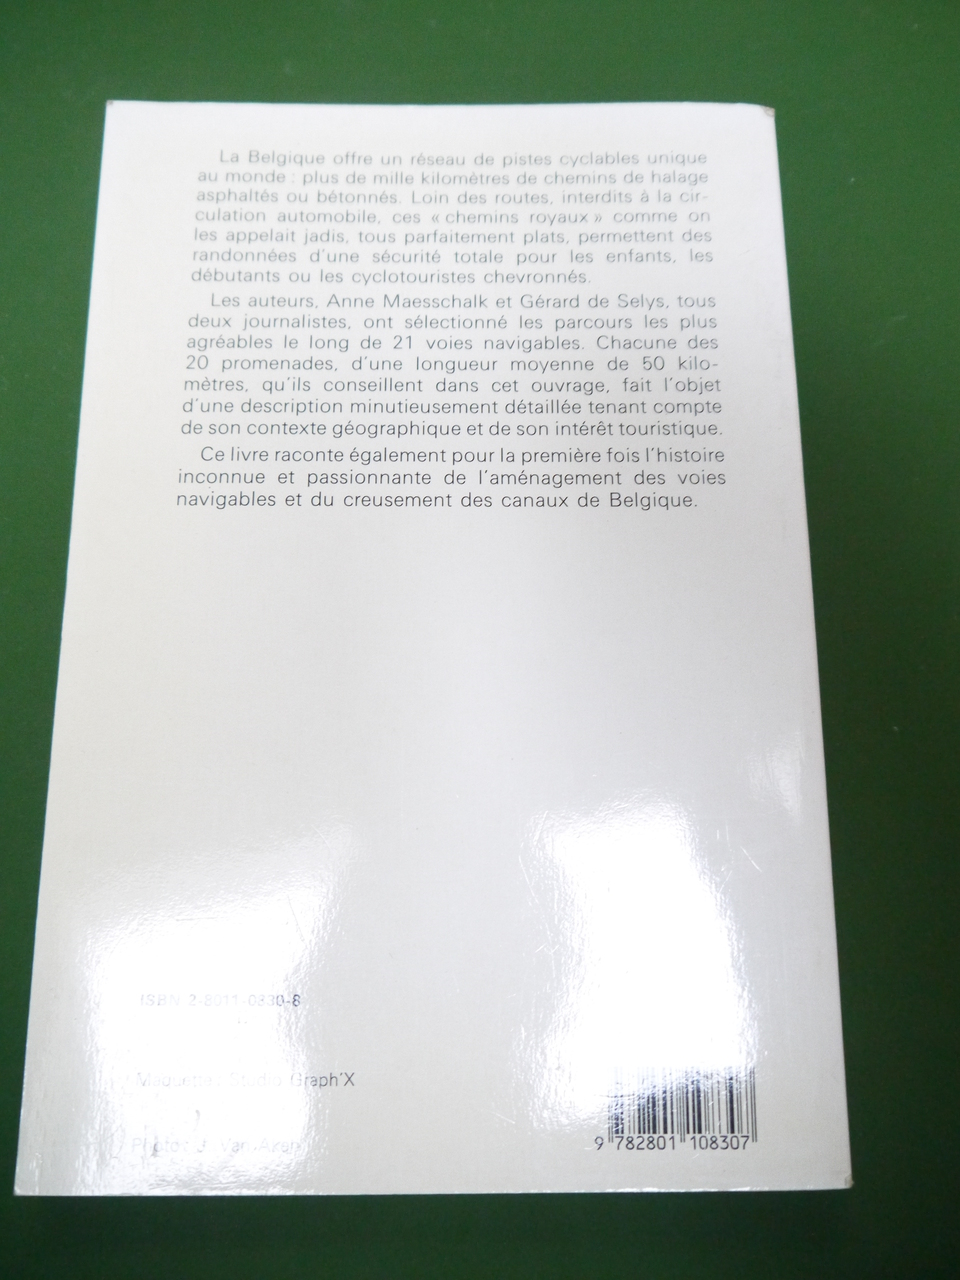 La Belgique offre un réseau de pistes cyclables unique
au monde : plus de mille kilomètres de chemins de halage
asphaltés ou bétonnés. Loin des routes, interdits à la cir-
culation automobile, ces « chemins royaux » comme on
les appelait jadis, tous parfaitement plats, permettent des
randonnées d'une sécurité totale pour les enfants, les
débutants ou les cyclotouristes chevronnés.
Les auteurs, Anne Maesschalk et Gérard de Selys, tous
deux journalistes, ont sélectionné les parcours les plus
agréables le long de 21 voies navigables. Chacune des
20 promenades, d'une longueur moyenne de 50 kilo-
mètres, qu'ils conseillent dans cet ouvrage, fait l'objet
d'une description minutieusement détaillée tenant compte
de son contexte géographique et de son intérêt touristique.
Ce livre raconte également pour la première fois l'histoire
inconnue et passionnante de l'aménagement des voies
navigables et du creusement des canaux de Belgique.
ISBN 2-8011-0830-8
Maquette : Studio Graph'X
Photo : J. Van Aken
9 782801 108307